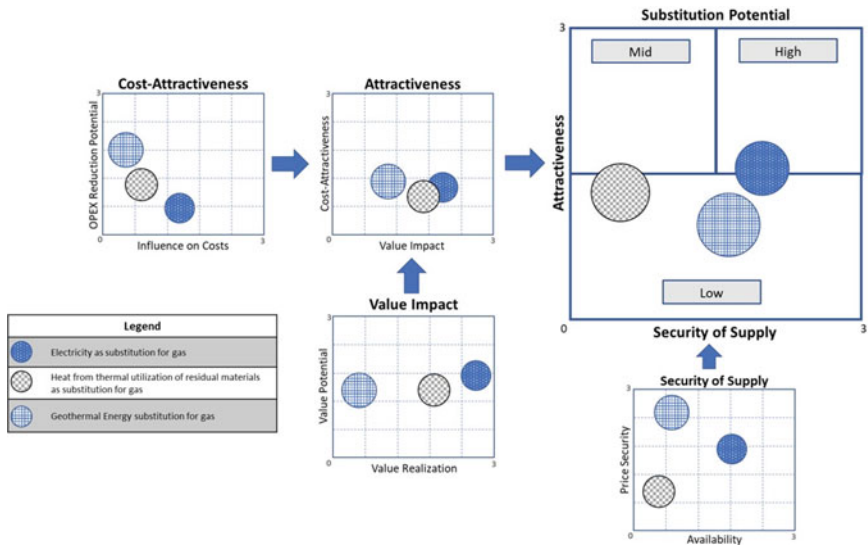 Substitution Potential
3
Mid
High
Attractiveness
Low
0
3
Security of Supply
Cost-Attractiveness
3
OPEX Reduction Potential
0
Influence on Costs
3
Attractiveness
3
Cost-Attractiveness
0
Value Impact
3
Value Impact
3
Value Potential
0
Value Realization
3
Legend
Electricity as substitution for gas
Heat from thermal utilization of residual materials
as substitution for gas
Geothermal Energy substitution for gas
Security of Supply
3
Price Security
0
Availability
3